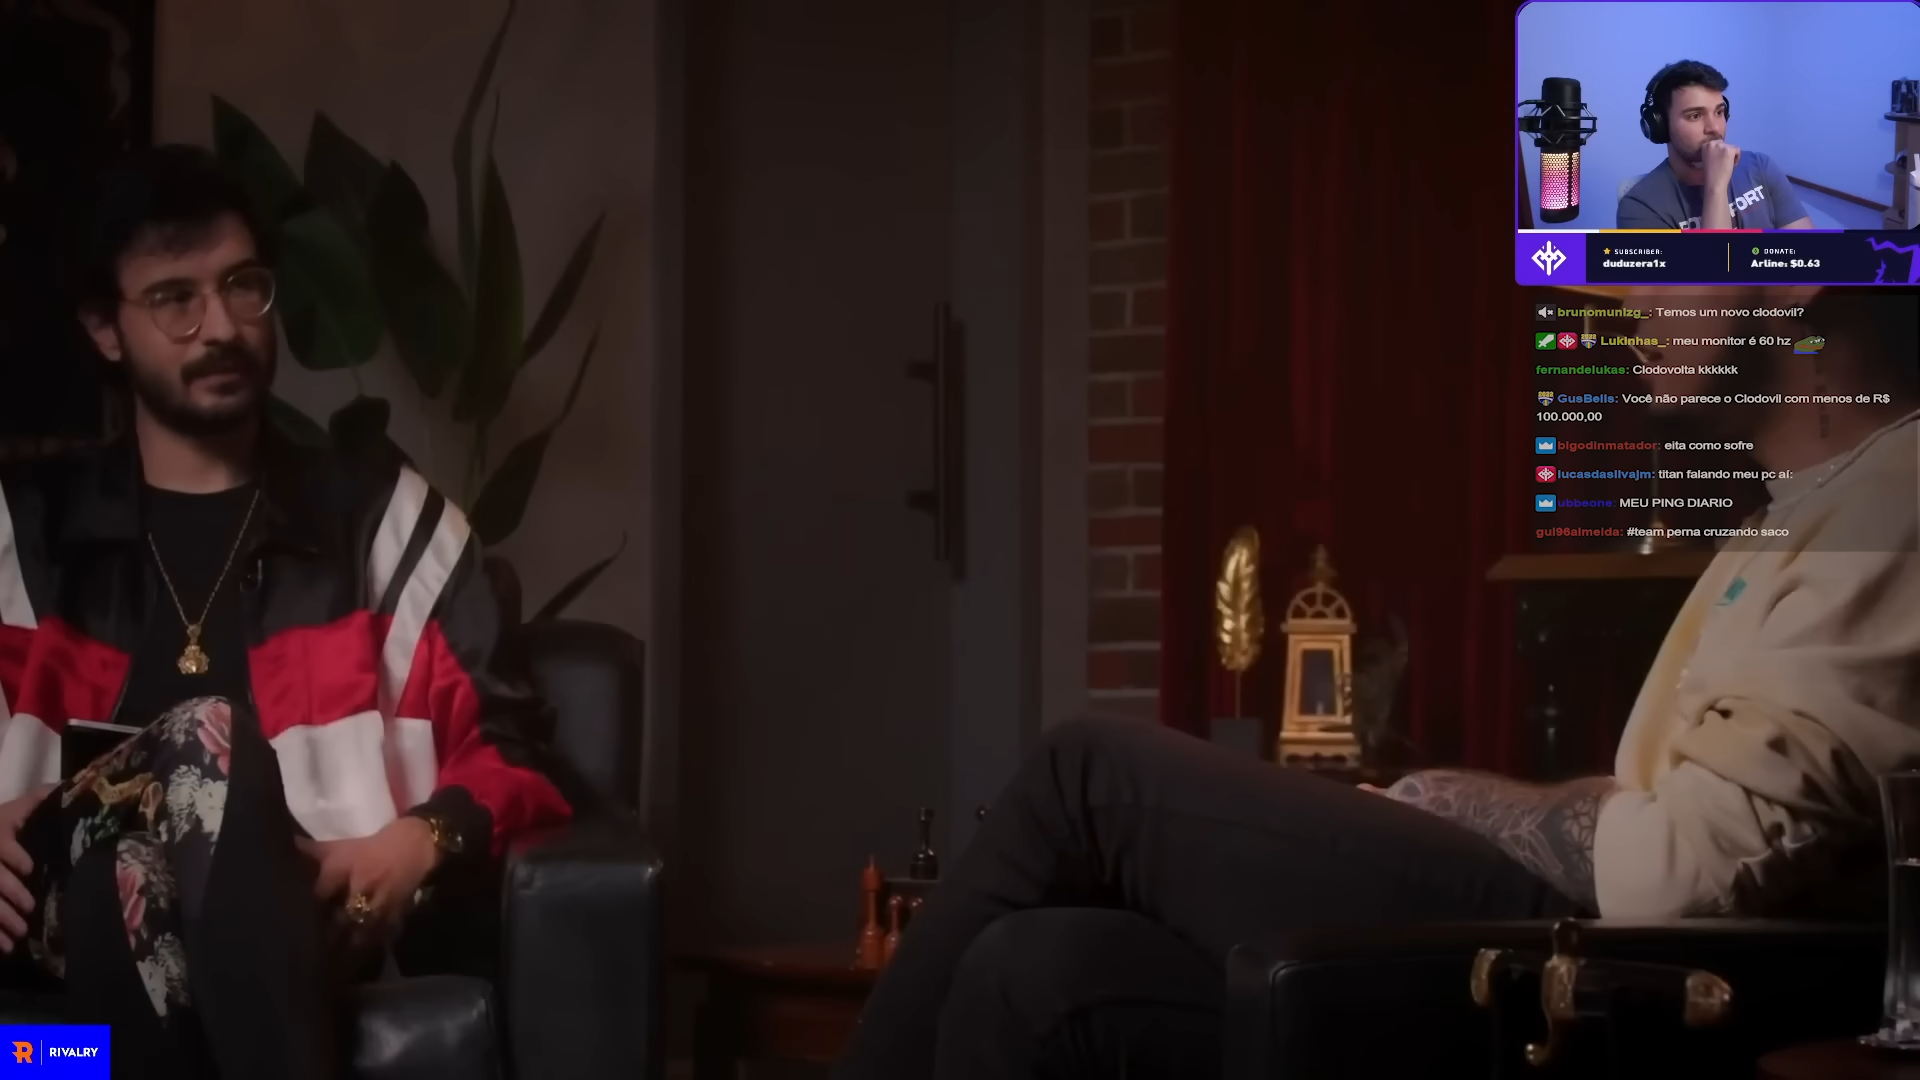 FORT
SUBSCRIBER:
duduzera1x
DONATE:
Arline: $0.63
brunomunizg_: Temos um novo clodovil?
Lukinhas_: meu monitor é 60 hz
fernandelukas: Clodovolta kkkkkk
GusBells: Você não parece o Clodovil com menos de R$
100.000,00
bigodinmatador: eita como sofre
lucasdasilvajm: titan falando meu pc aí:
ubbeone: MEU PING DIARIO
gui96almeida: #team perna cruzando saco
R RIVALRY